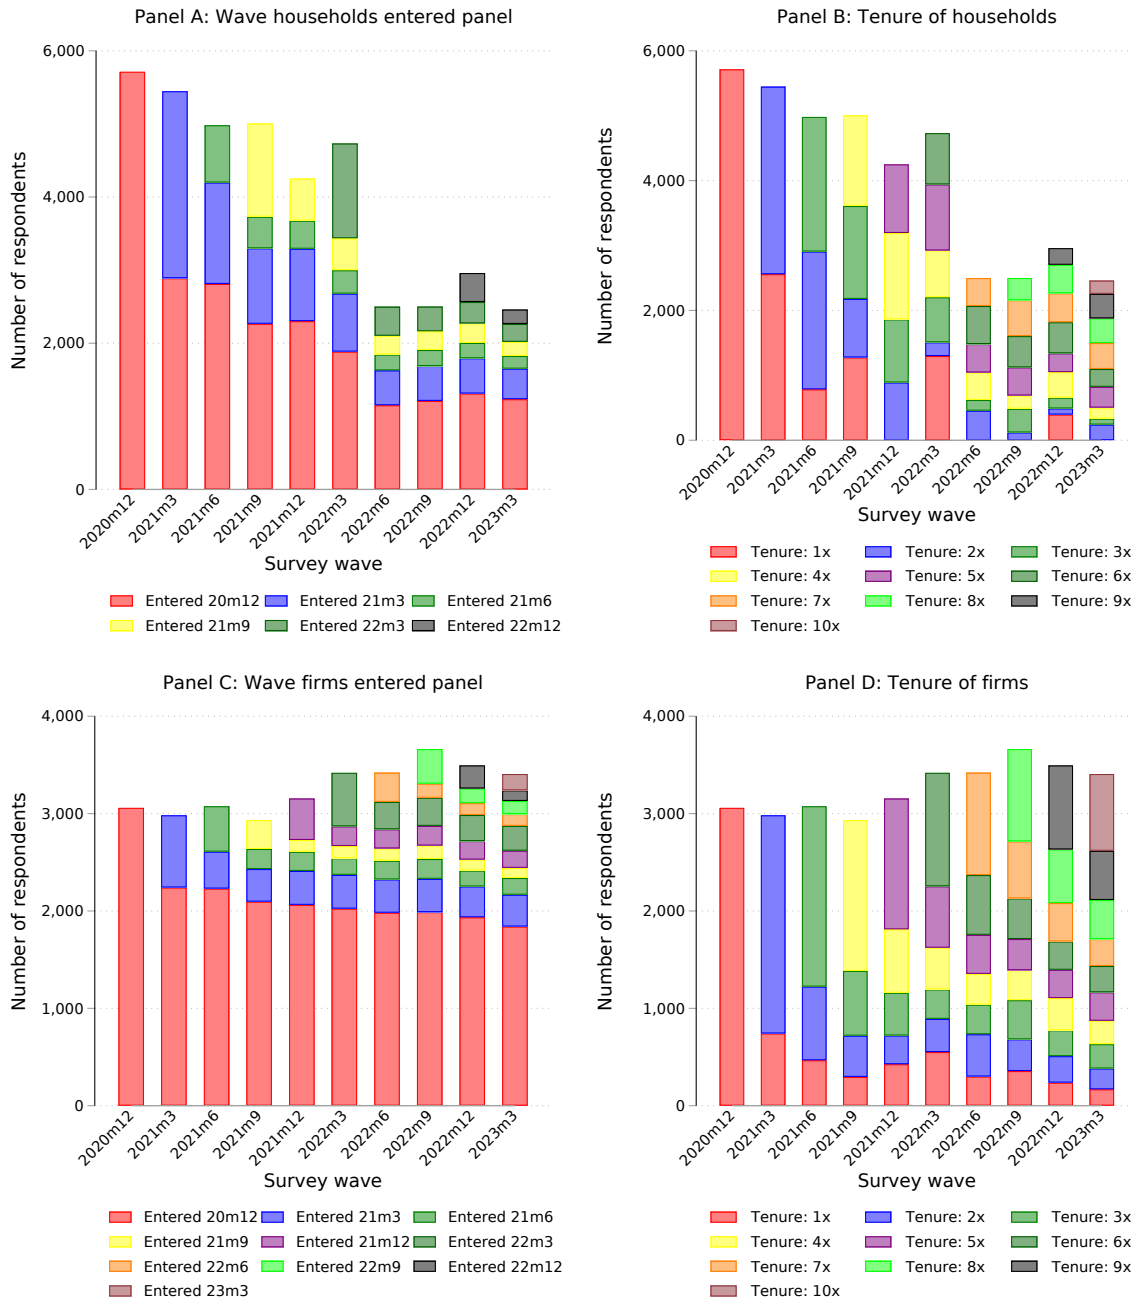 Panel A: Wave households entered panel
Number of respondents
6,000
4,000
2,000
0
2020m12 2021m3 2021m6 2021m9 2021m12 2022m3 2022m6 2022m9 2022m12 2023m3
Survey wave
Entered 20m12 Entered 21m3 Entered 21m6
Entered 21m9 Entered 22m3 Entered 22m12
Panel B: Tenure of households
Number of respondents
6,000
4,000
2,000
0
2020m12 2021m3 2021m6 2021m9 2021m12 2022m3 2022m6 2022m9 2022m12 2023m3
Survey wave
Tenure: 1x Tenure: 2x Tenure: 3x
Tenure: 4x Tenure: 5x Tenure: 6x
Tenure: 7x Tenure: 8x Tenure: 9x
Tenure: 10x
Panel C: Wave firms entered panel
Number of respondents
4,000
3,000
2,000
1,000
0
2020m12 2021m3 2021m6 2021m9 2021m12 2022m3 2022m6 2022m9 2022m12 2023m3
Survey wave
Entered 20m12 Entered 21m3 Entered 21m6
Entered 21m9 Entered 21m12 Entered 22m3
Entered 22m6 Entered 22m9 Entered 22m12
Entered 23m3
Panel D: Tenure of firms
Number of respondents
4,000
3,000
2,000
1,000
0
2020m12 2021m3 2021m6 2021m9 2021m12 2022m3 2022m6 2022m9 2022m12 2023m3
Survey wave
Tenure: 1x Tenure: 2x Tenure: 3x
Tenure: 4x Tenure: 5x Tenure: 6x
Tenure: 7x Tenure: 8x Tenure: 9x
Tenure: 10x